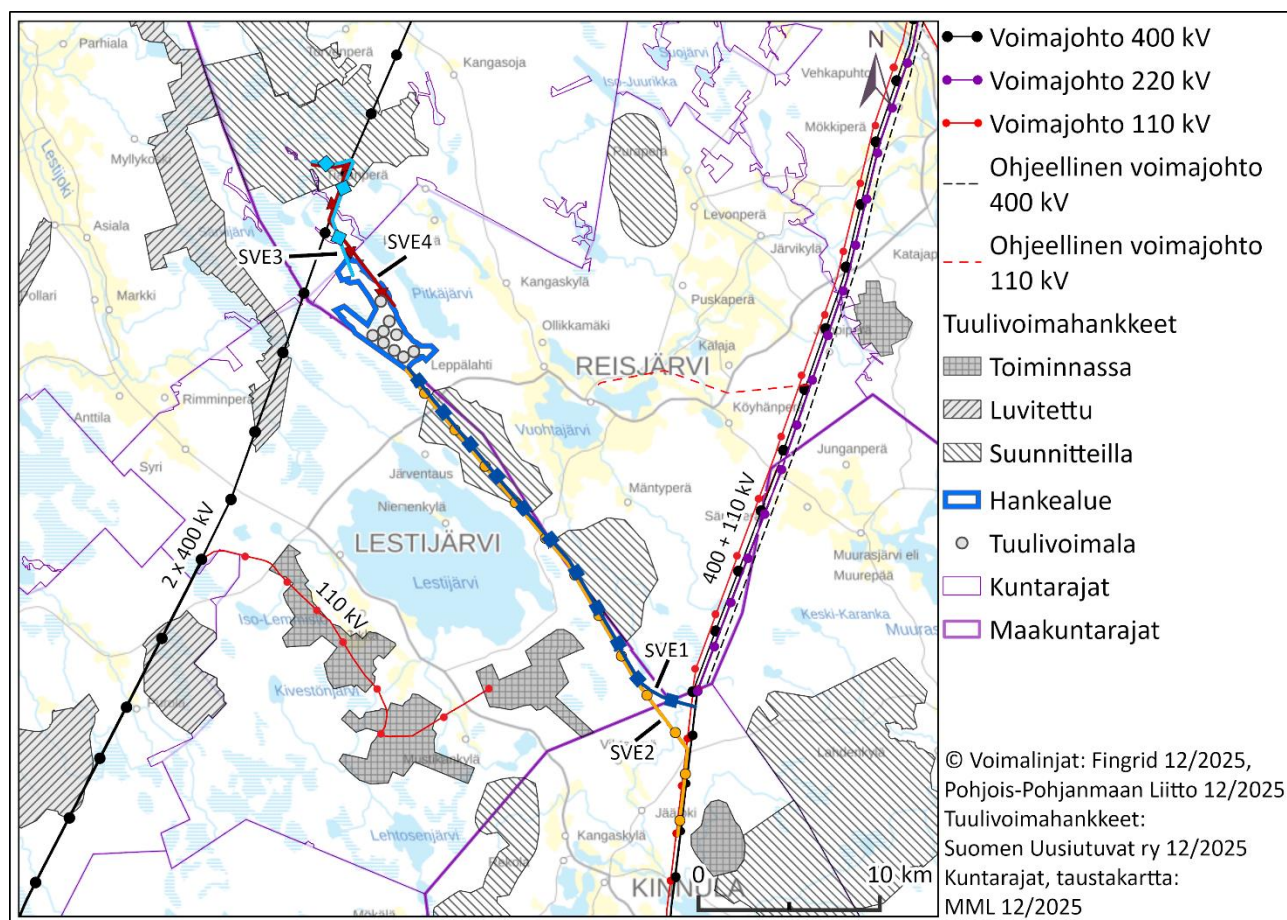 Parhiala
Kangasoja
Suojärvi
Iso-Juurikka
Vehkapuhto
N
Mökkiperä
Lestijoki
Puraperä
Levonperä
Järvikylä
Asiala
SVE3
SVE4
Kangaskylä
Pitkäjärvi
Puskaperä
Markki
Ollikkamäki
Kalaja
REISJÄRVI
Leppälahti
Köyhänperä
Rimminperä
Anttila
Vuohtajärvi
Junganperä
Syri
Järventaus
Niemenkylä
Mäntyperä
LESTIJÄRVI
2 x 400 kV
400 + 110 kV
Muurasjärvi eli
Muurepää
Lestijärvi
110 kV
Keski-Karanka
SVE1
Kivestönjärvi
SVE2
Lahdenkylä
Lehtosenjärvi
Kangaskylä
KINNULA
Mökälä
0
10 km
Voimajohto 400 kV
Voimajohto 220 kV
Voimajohto 110 kV
Ohjeellinen voimajohto
400 kV
Ohjeellinen voimajohto
110 kV
Tuulivoimahankkeet
Toiminnassa
Luvitettu
Suunnitteilla
Hankealue
Tuulivoimala
Kuntarajat
Maakuntarajat
© Voimalinjat: Fingrid 12/2025,
Pohjois-Pohjanmaan Liitto 12/2025
Tuulivoimahankkeet:
Suomen Uusiutuvat ry 12/2025
Kuntarajat, taustakartta:
MML 12/2025